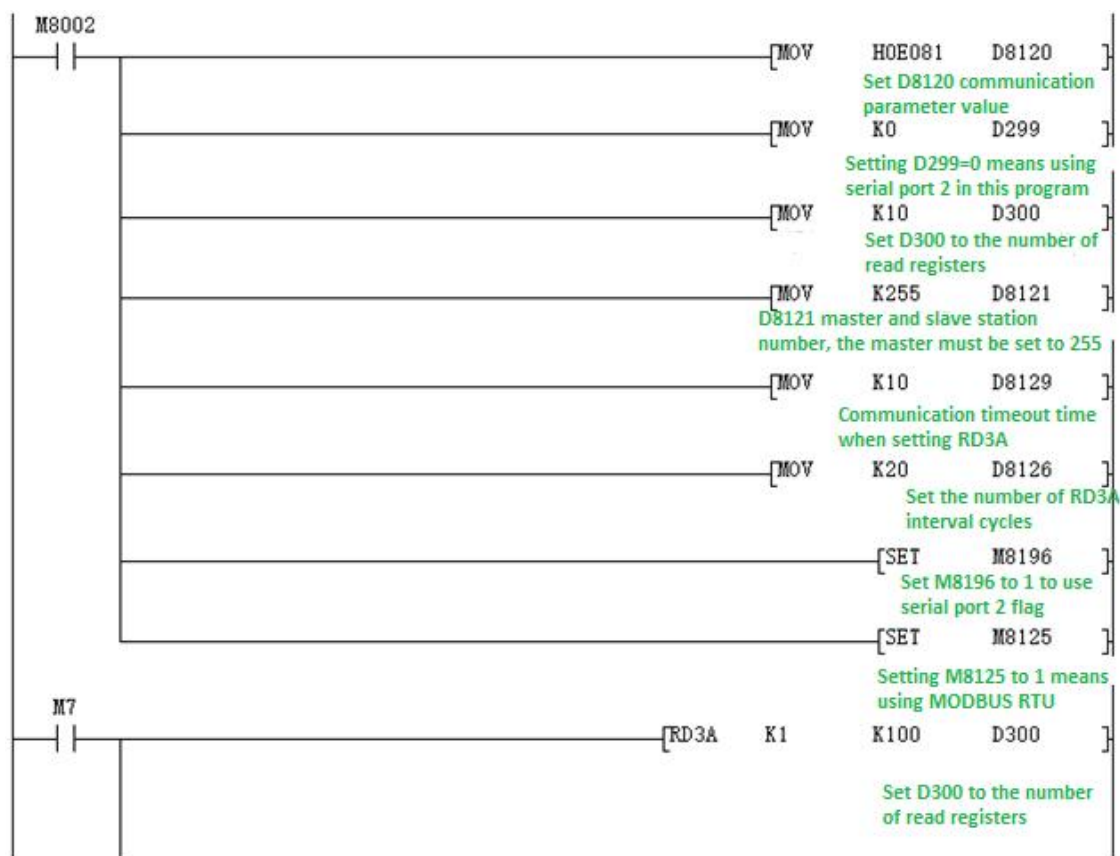 M8002
[MOV H0E081 D8120 ]
Set D8120 communication
parameter value
[MOV K0 D299 ]
Setting D299=0 means using
serial port 2 in this program
[MOV K10 D300 ]
Set D300 to the number of
read registers
[MOV K255 D8121 ]
D8121 master and slave station
number, the master must be set to 255
[MOV K10 D8129 ]
Communication timeout time
when setting RD3A
[MOV K20 D8126 ]
Set the number of RD3A
interval cycles
[SET M8196 ]
Set M8196 to 1 to use
serial port 2 flag
[SET M8125 ]
Setting M8125 to 1 means
using MODBUS RTU
M7
[RD3A K1 K100 D300 ]
Set D300 to the number
of read registers